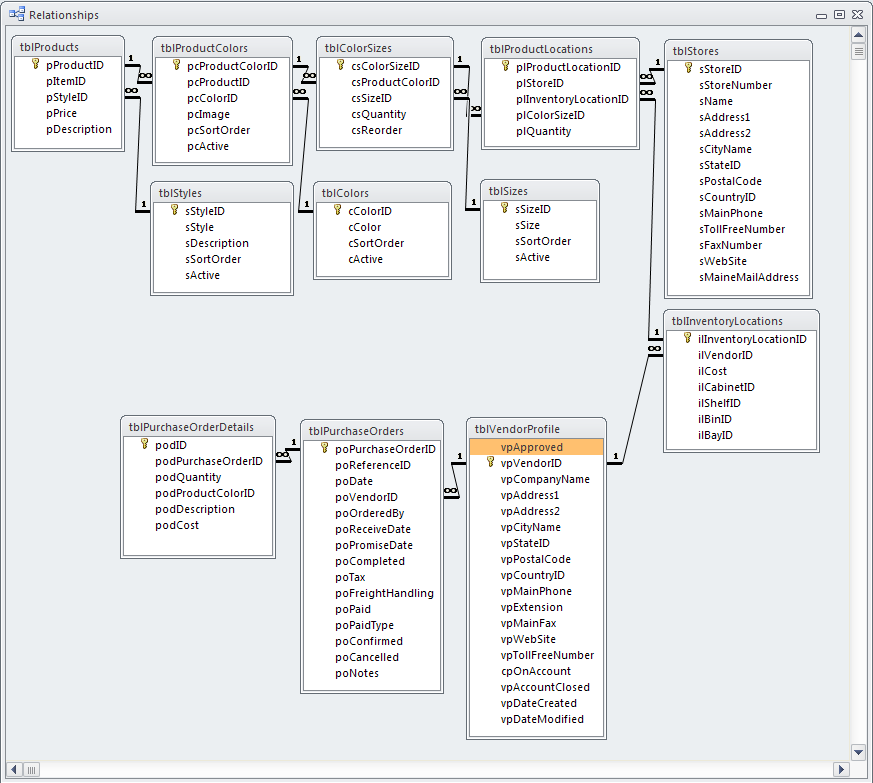 Relationships
tblProducts
pProductID
pItemID
pStyleID
pPrice
pDescription
tblProductColors
pcProductColorID
pcProductID
pcColorID
pcImage
pcSortOrder
pcActive
tblColorSizes
csColorSizeID
csProductColorID
csSizeID
csQuantity
csReorder
tblProductLocations
plProductLocationID
plStoreID
plInventoryLocationID
plColorSizeID
plQuantity
tblStores
sStoreID
sStoreNumber
sName
sAddress1
sAddress2
sCityName
sStateID
sPostalCode
sCountryID
sMainPhone
sTollFreeNumber
sFaxNumber
sWebSite
sMaineMailAddress
tblStyles
sStyleID
sStyle
sDescription
sSortOrder
sActive
tblColors
cColorID
cColor
cSortOrder
cActive
tblSizes
sSizeID
sSize
sSortOrder
sActive
tblInventoryLocations
ilInventoryLocationID
ilVendorID
ilCost
ilCabinetID
ilShelfID
ilBinID
ilBayID
tblPurchaseOrderDetails
podID
podPurchaseOrderID
podQuantity
podProductColorID
podDescription
podCost
tblPurchaseOrders
poPurchaseOrderID
poReferenceID
poDate
poVendorID
poOrderedBy
poReceiveDate
poPromiseDate
poCompleted
poTax
poFreightHandling
poPaid
poPaidType
poConfirmed
poCancelled
poNotes
tblVendorProfile
vpApproved
vpVendorID
vpCompanyName
vpAddress1
vpAddress2
vpCityName
vpStateID
vpPostalCode
vpCountryID
vpMainPhone
vpExtension
vpMainFax
vpWebSite
vpTollFreeNumber
cpOnAccount
vpAccountClosed
vpDateCreated
vpDateModified
1
∞
∞
1
1
∞
∞
1
1
∞
∞
1
1
∞
∞
1
∞
1
1
∞
1
∞